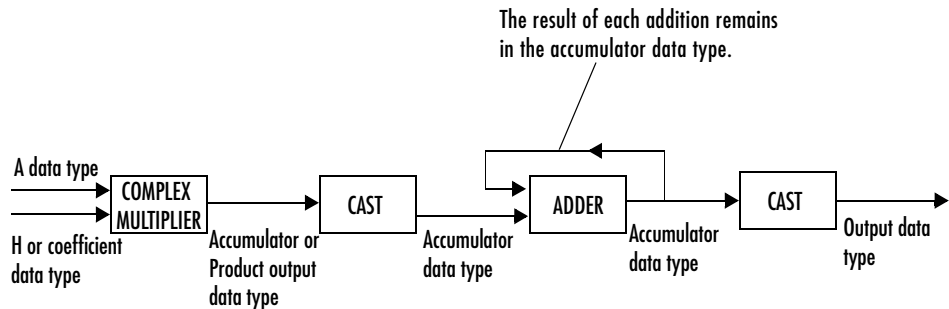 The result of each addition remains
in the accumulator data type.
A data type
COMPLEX
MULTIPLIER
CAST
ADDER
CAST
H or coefficient
data type
Accumulator or
Product output
data type
Accumulator
data type
Accumulator
data type
Output data
type